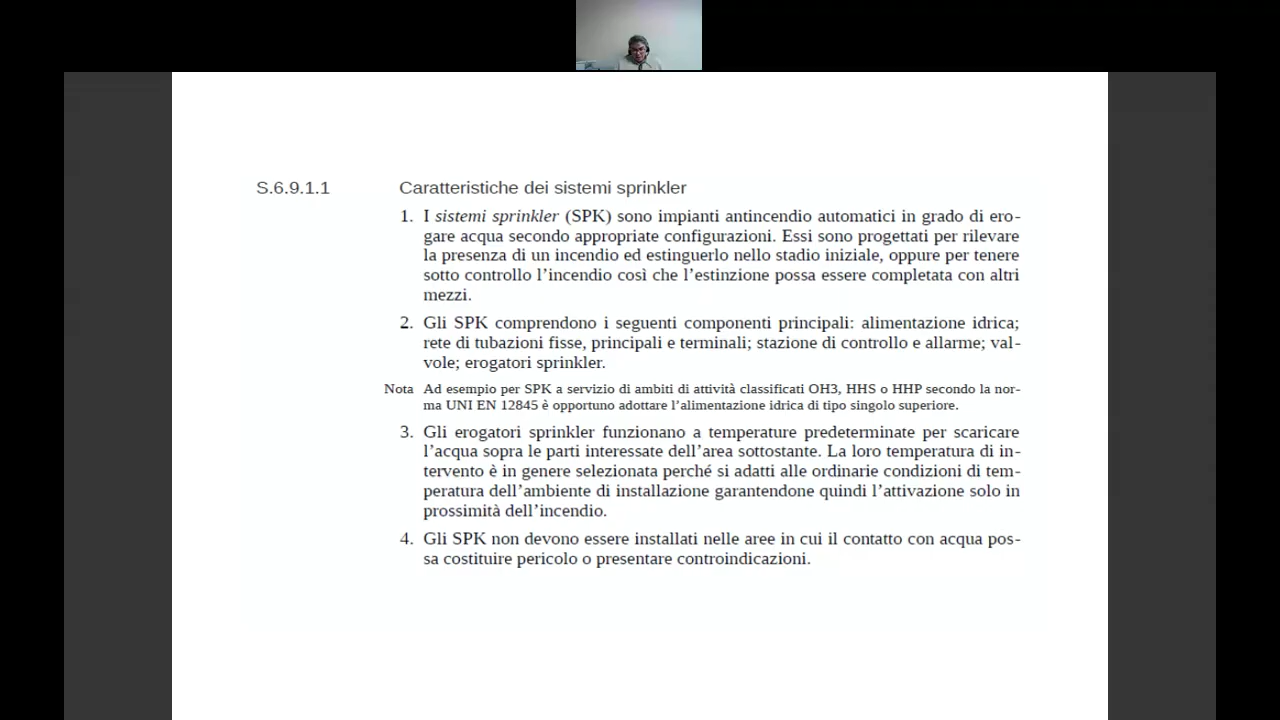 S.6.9.1.1 Caratteristiche dei sistemi sprinkler
1. I sistemi sprinkler (SPK) sono impianti antincendio automatici in grado di ero-
gare acqua secondo appropriate configurazioni. Essi sono progettati per rilevare
la presenza di un incendio ed estinguerlo nello stadio iniziale, oppure per tenere
sotto controllo l’incendio così che l’estinzione possa essere completata con altri
mezzi.
2. Gli SPK comprendono i seguenti componenti principali: alimentazione idrica;
rete di tubazioni fisse, principali e terminali; stazione di controllo e allarme; val-
vole; erogatori sprinkler.
Nota Ad esempio per SPK a servizio di ambiti di attività classificati OH3, HHS o HHP secondo la nor-
ma UNI EN 12845 è opportuno adottare l’alimentazione idrica di tipo singolo superiore.
3. Gli erogatori sprinkler funzionano a temperature predeterminate per scaricare
l’acqua sopra le parti interessate dell’area sottostante. La loro temperatura di in-
tervento è in genere selezionata perché si adatti alle ordinarie condizioni di tem-
peratura dell’ambiente di installazione garantendone quindi l’attivazione solo in
prossimità dell’incendio.
4. Gli SPK non devono essere installati nelle aree in cui il contatto con acqua pos-
sa costituire pericolo o presentare controindicazioni.